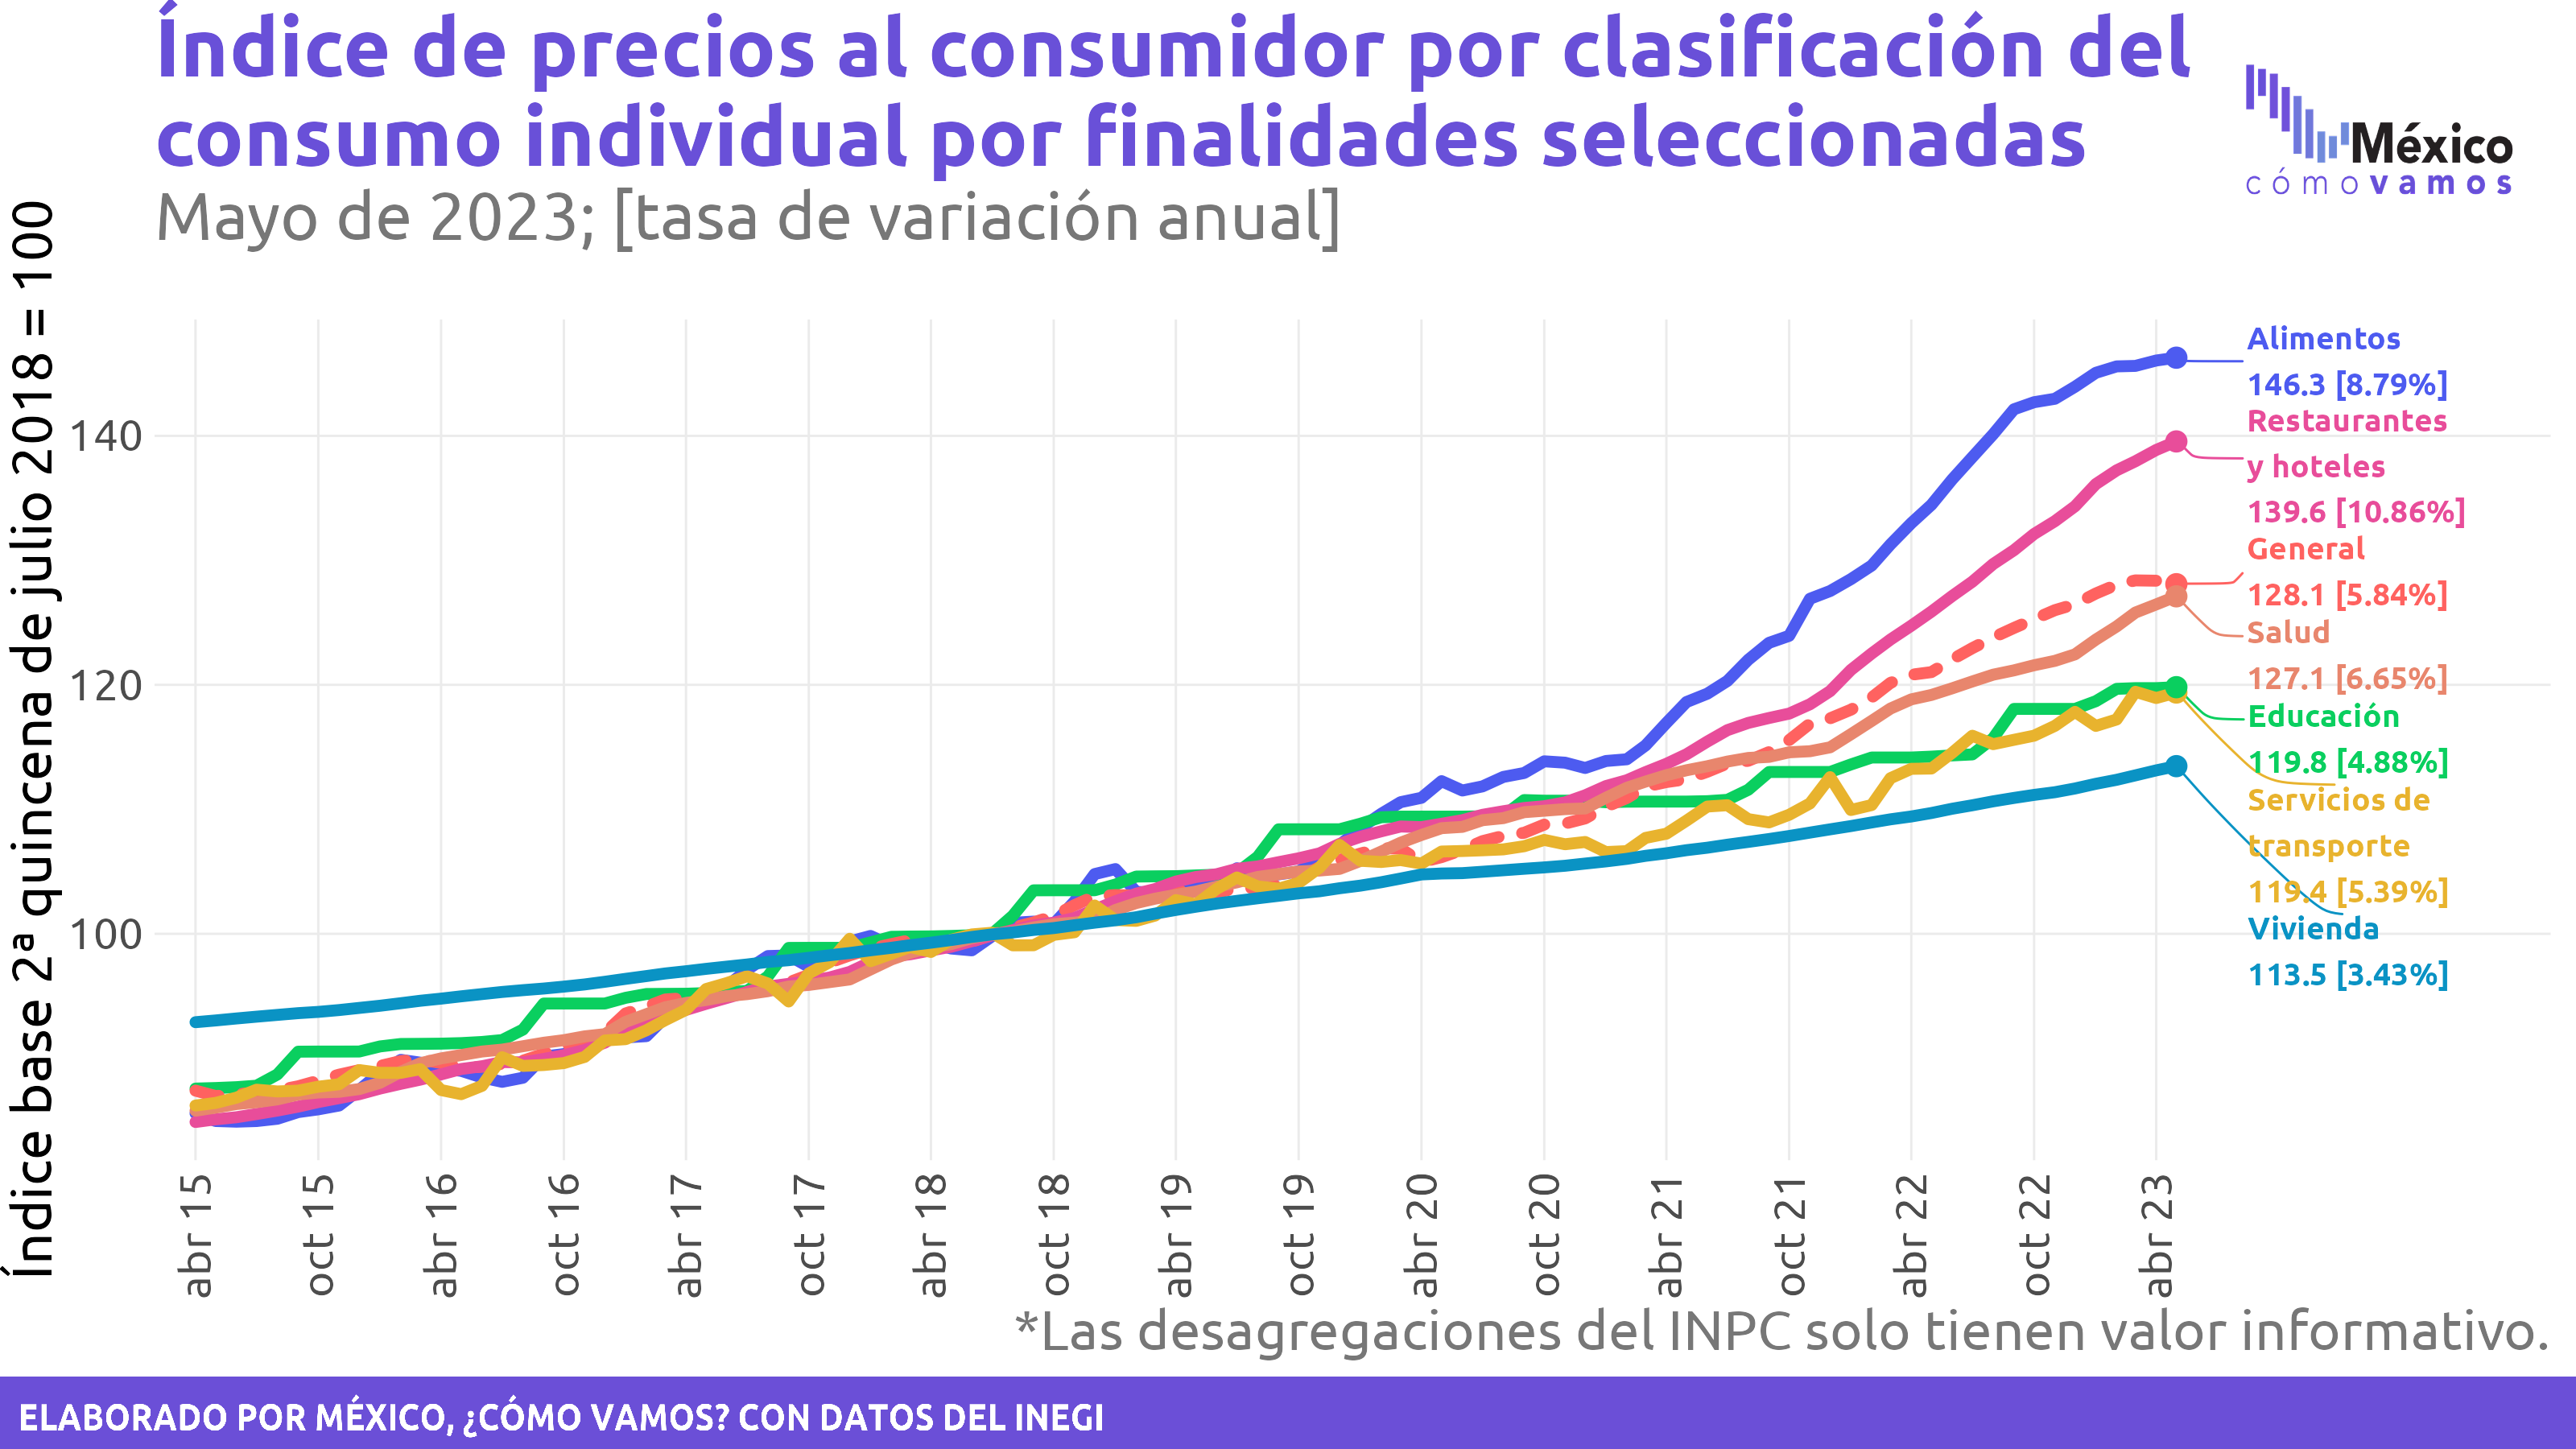 Índice de precios al consumidor por clasificación del
consumo individual por finalidades seleccionadas
Mayo de 2023; [tasa de variación anual]
México
cómo vamos
Índice base 2ª quincena de julio 2018 = 100
140
120
100
Alimentos
146.3 [8.79%]
Restaurantes
y hoteles
139.6 [10.86%]
General
128.1 [5.84%]
Salud
127.1 [6.65%]
Educación
119.8 [4.88%]
Servicios de
transporte
119.4 [5.39%]
Vivienda
113.5 [3.43%]
abr 15
oct 15
abr 16
oct 16
abr 17
oct 17
abr 18
oct 18
abr 19
oct 19
abr 20
oct 20
abr 21
oct 21
abr 22
oct 22
abr 23
*Las desagregaciones del INPC solo tienen valor informativo.
ELABORADO POR MÉXICO, ¿CÓMO VAMOS? CON DATOS DEL INEGI